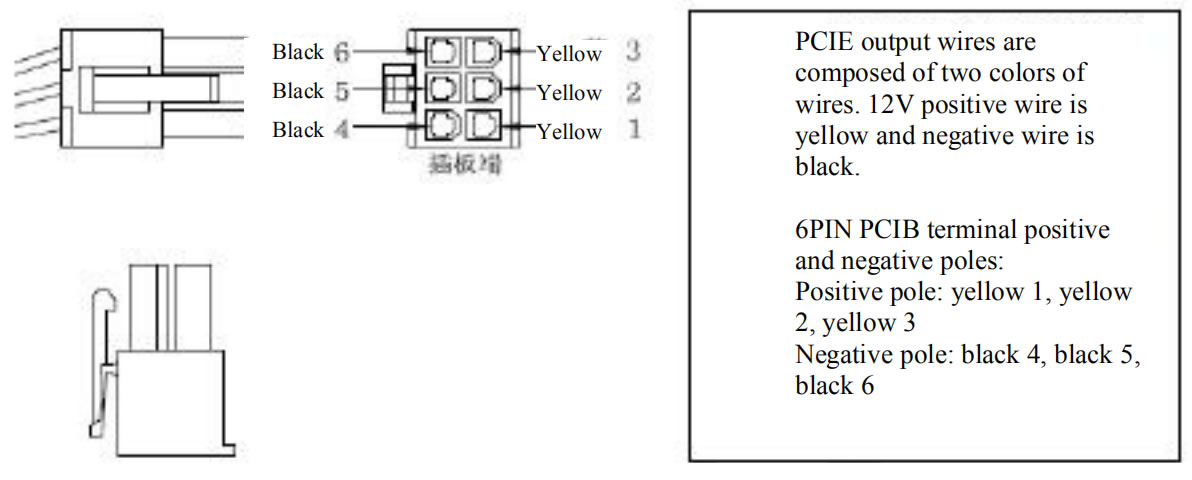 Black 6 Yellow 3
Black 5 Yellow 2
Black 4 Yellow 1
插板端
PCIE output wires are
composed of two colors of
wires. 12V positive wire is
yellow and negative wire is
black.
6PIN PCIB terminal positive
and negative poles:
Positive pole: yellow 1, yellow
2, yellow 3
Negative pole: black 4, black 5,
black 6